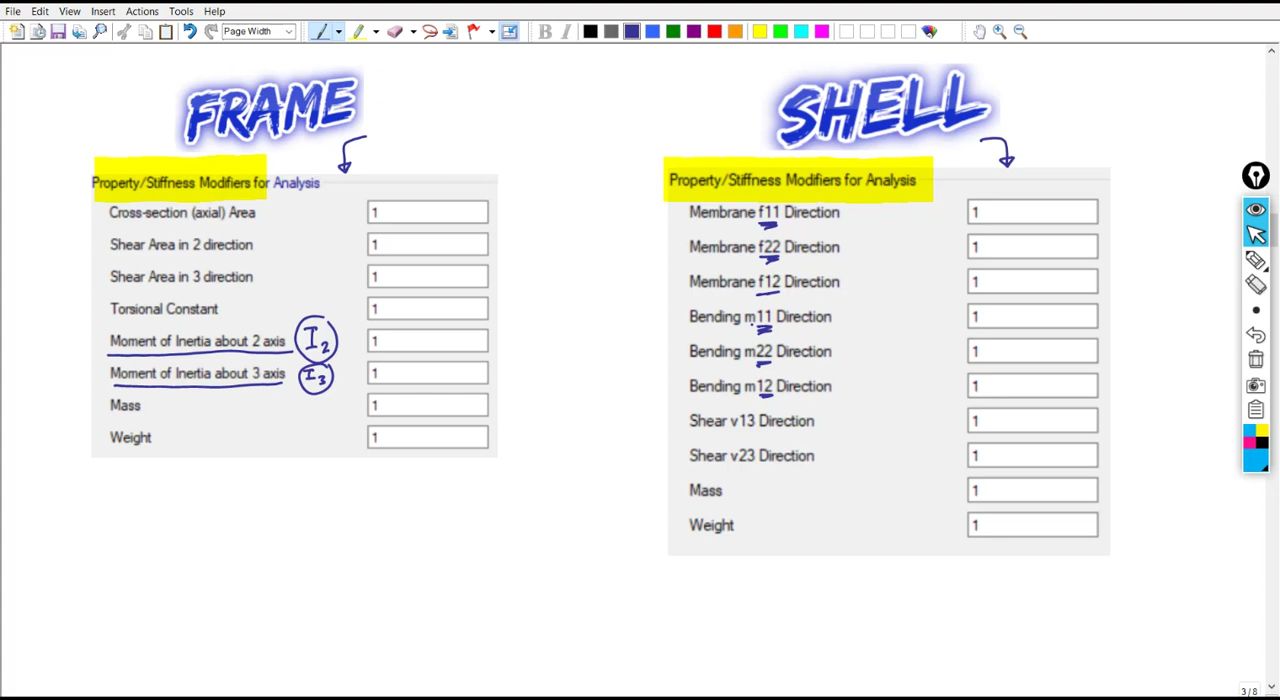 File Edit View Insert Actions Tools Help
Page Width
B I
FRAME
Property/Stiffness Modifiers for Analysis
Cross-section (axial) Area 1
Shear Area in 2 direction 1
Shear Area in 3 direction 1
Torsional Constant 1
Moment of Inertia about 2 axis I2 1
Moment of Inertia about 3 axis I3 1
Mass 1
Weight 1
SHELL
Property/Stiffness Modifiers for Analysis
Membrane f11 Direction 1
Membrane f22 Direction 1
Membrane f12 Direction 1
Bending m11 Direction 1
Bending m22 Direction 1
Bending m12 Direction 1
Shear v13 Direction 1
Shear v23 Direction 1
Mass 1
Weight 1
3/8